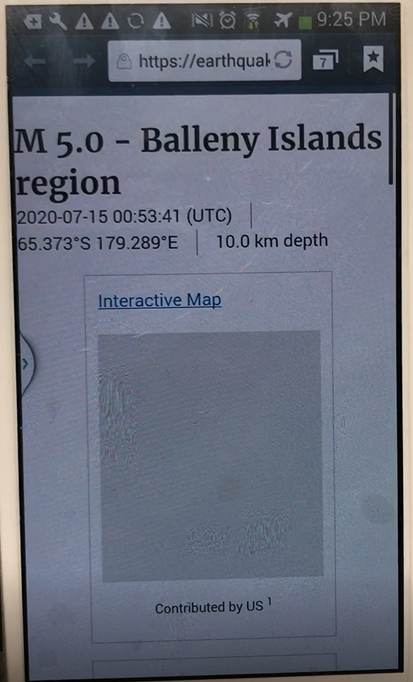 9:25 PM
https://earthqual
7
M 5.0 - Balleny Islands
region
2020-07-15 00:53:41 (UTC)
65.373°S 179.289°E | 10.0 km depth
Interactive Map
Contributed by US 1